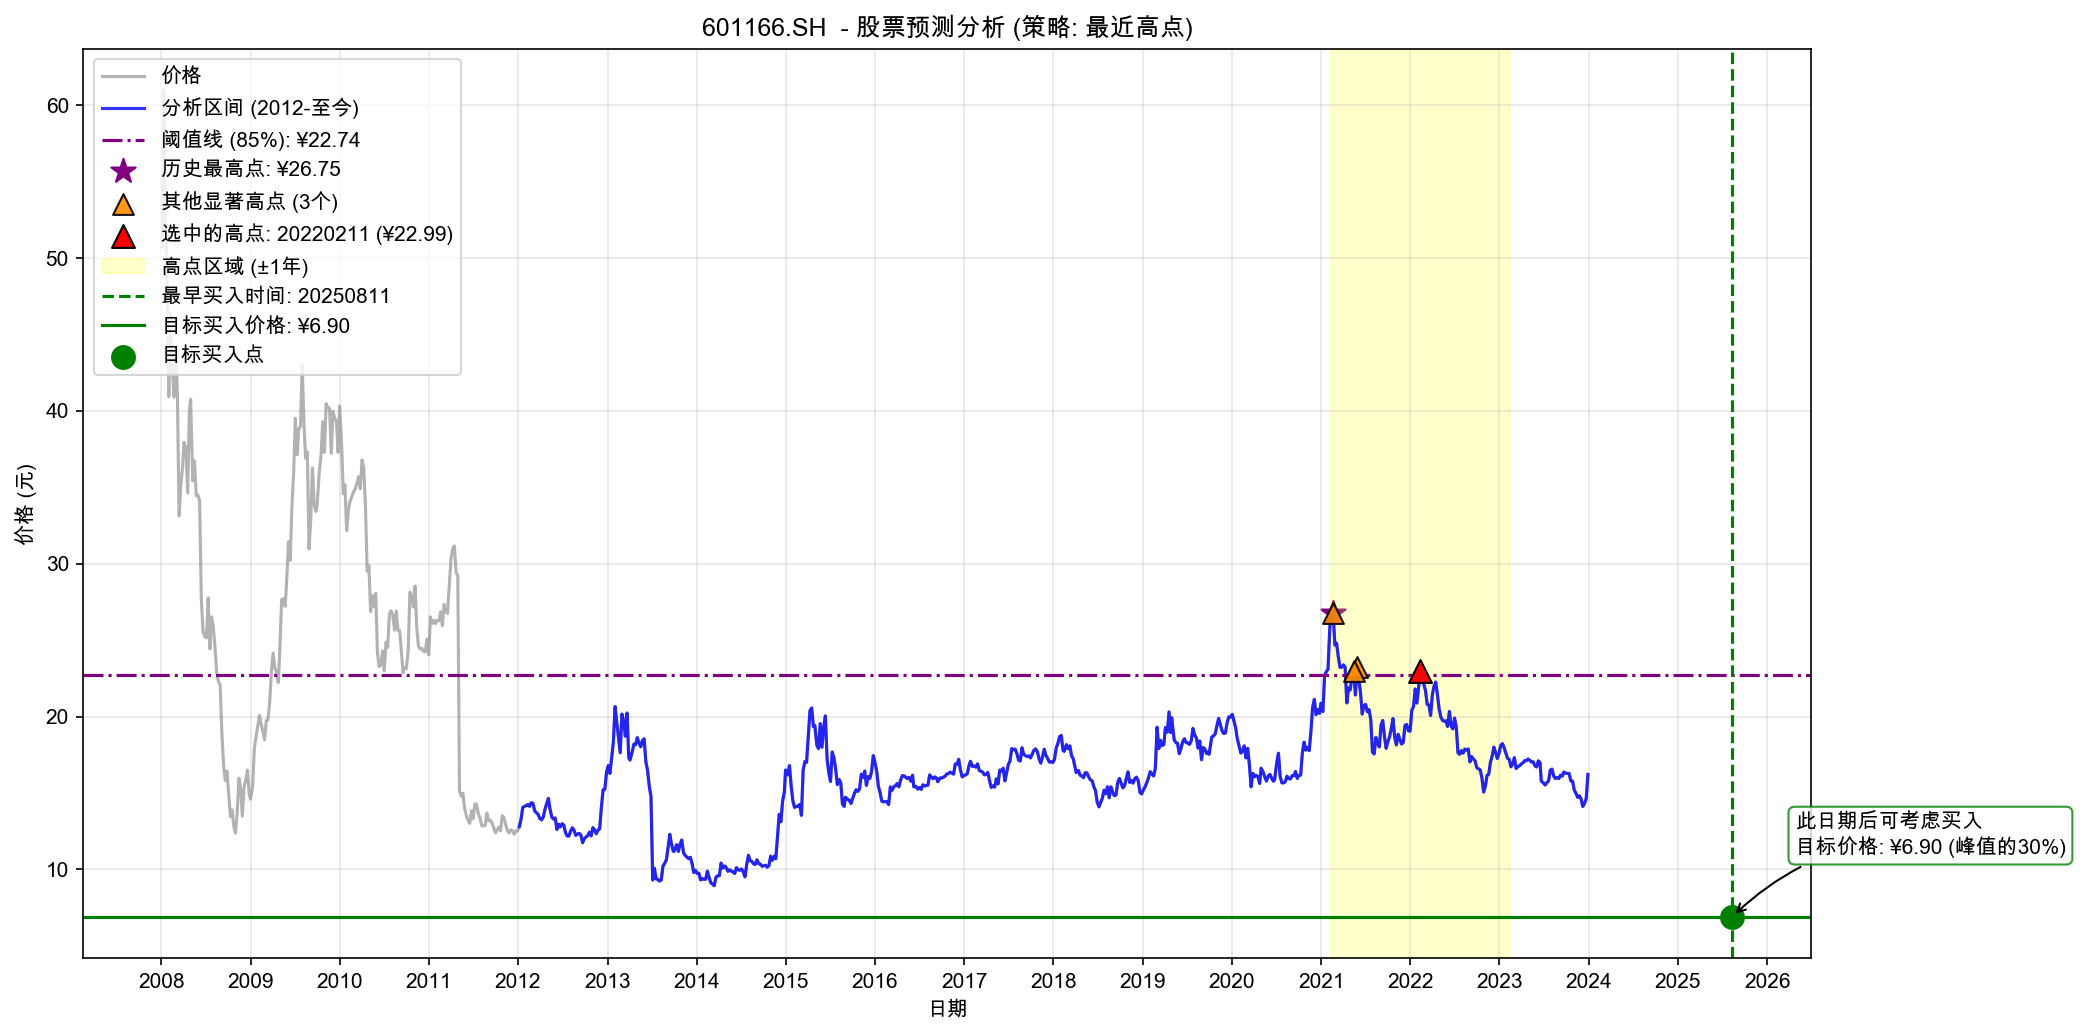 601166.SH  - 股票预测分析 (策略: 最近高点)
价格
分析区间 (2012-至今)
阈值线 (85%): ¥22.74
历史最高点: ¥26.75
其他显著高点 (3个)
选中的高点: 20220211 (¥22.99)
高点区域 (±1年)
最早买入时间: 20250811
目标买入价格: ¥6.90
目标买入点
价格 (元)
60
50
40
30
20
10
此日期后可考虑买入
目标价格: ¥6.90 (峰值的30%)
2008 2009 2010 2011 2012 2013 2014 2015 2016 2017 2018 2019 2020 2021 2022 2023 2024 2025 2026
日期